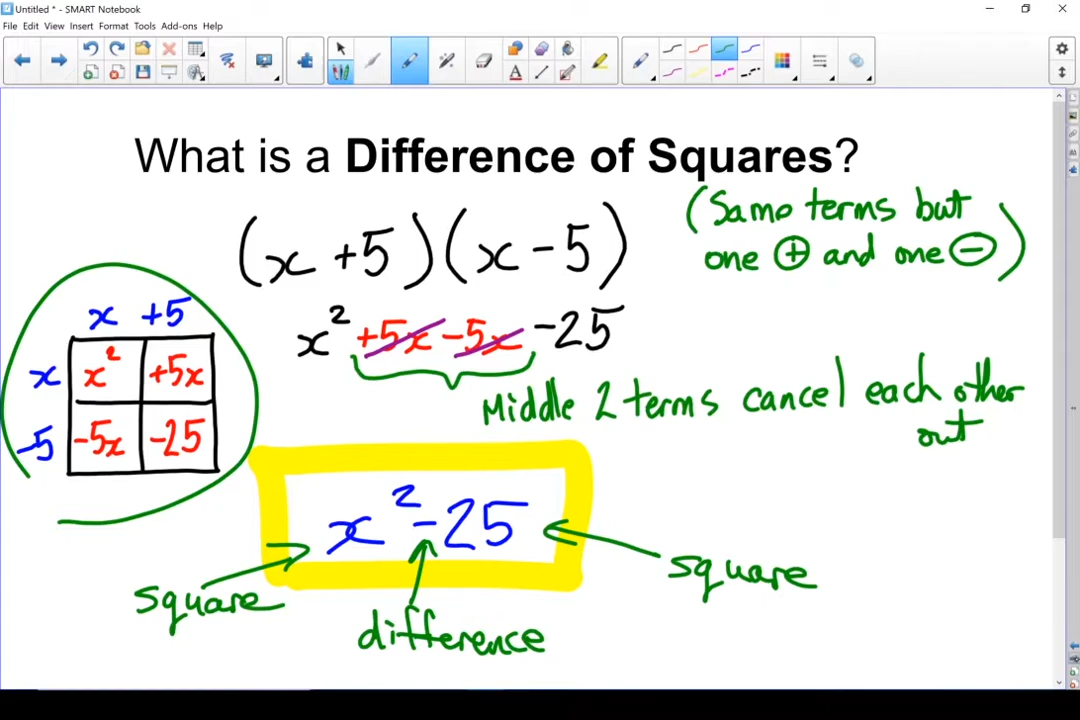 Untitled * - SMART Notebook
File Edit View Insert Format Tools Add-ons Help
What is a Difference of Squares?
(x +5)(x -5)
(Same terms but
one ⊕ and one ⊖)
x² +5x -5x -25
Middle 2 terms cancel each other
out
x +5
x x² +5x
-5 -5x -25
x² -25
square
difference
square